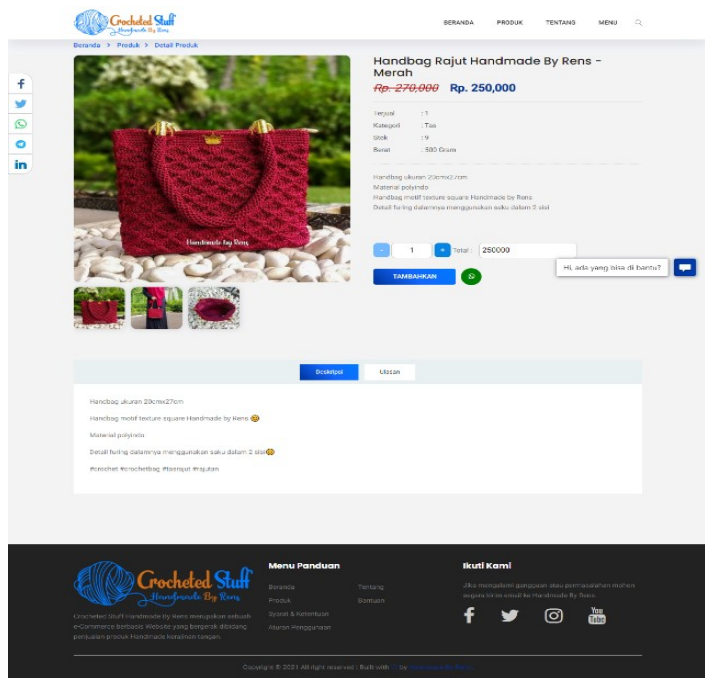 Crocheted Stuff
Handmade By Rens
BERANDA PRODUK TENTANG MENU
Beranda > Produk > Detail Produk
Handbag Rajut Handmade By Rens -
Merah
Rp. 270,000 Rp. 250,000
Terjual : 1
Kategori : Tas
Stok : 9
Berat : 500 Gram
Handbag ukuran 20cmx27cm
Material polyindo
Handbag motif texture square Handmade by Rens
Detail furing dalamnya menggunakan saku dalam 2 sisi
Handmade by Rens
- 1 + Total : 250000
Hi, ada yang bisa di bantu?
TAMBAHKAN
Deskripsi Ulasan
Handbag ukuran 20cmx27cm
Handbag motif texture square Handmade by Rens
Material polyindo
Detail furing dalamnya menggunakan saku dalam 2 sisi
#crochet #crochetbag #tasrajut #rajutan
Crocheted Stuff
Handmade By Rens
Crocheted Stuff Handmade By Rens merupakan sebuah
e-Commerce berbasis Website yang bergerak dibidang
penjualan produk Handmade kerajinan tangan.
Menu Panduan
Beranda Tentang
Produk Bantuan
Syarat & Ketentuan
Aturan Penggunaan
Ikuti Kami
Jika mengalami gangguan atau permasalahan mohon
segera kirim email ke Handmade By Rens.
You
Tube
Copyright © 2021 All right reserved | Built with by